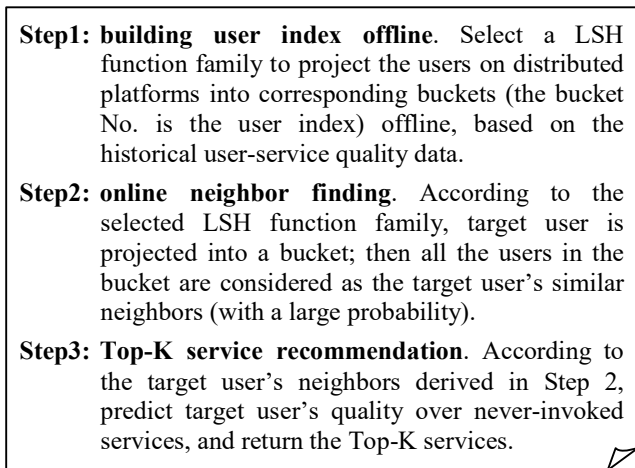 Step1: building user index offline. Select a LSH
function family to project the users on distributed
platforms into corresponding buckets (the bucket
No. is the user index) offline, based on the
historical user-service quality data.
Step2: online neighbor finding. According to the
selected LSH function family, target user is
projected into a bucket; then all the users in the
bucket are considered as the target user’s similar
neighbors (with a large probability).
Step3: Top-K service recommendation. According to
the target user’s neighbors derived in Step 2,
predict target user’s quality over never-invoked
services, and return the Top-K services.